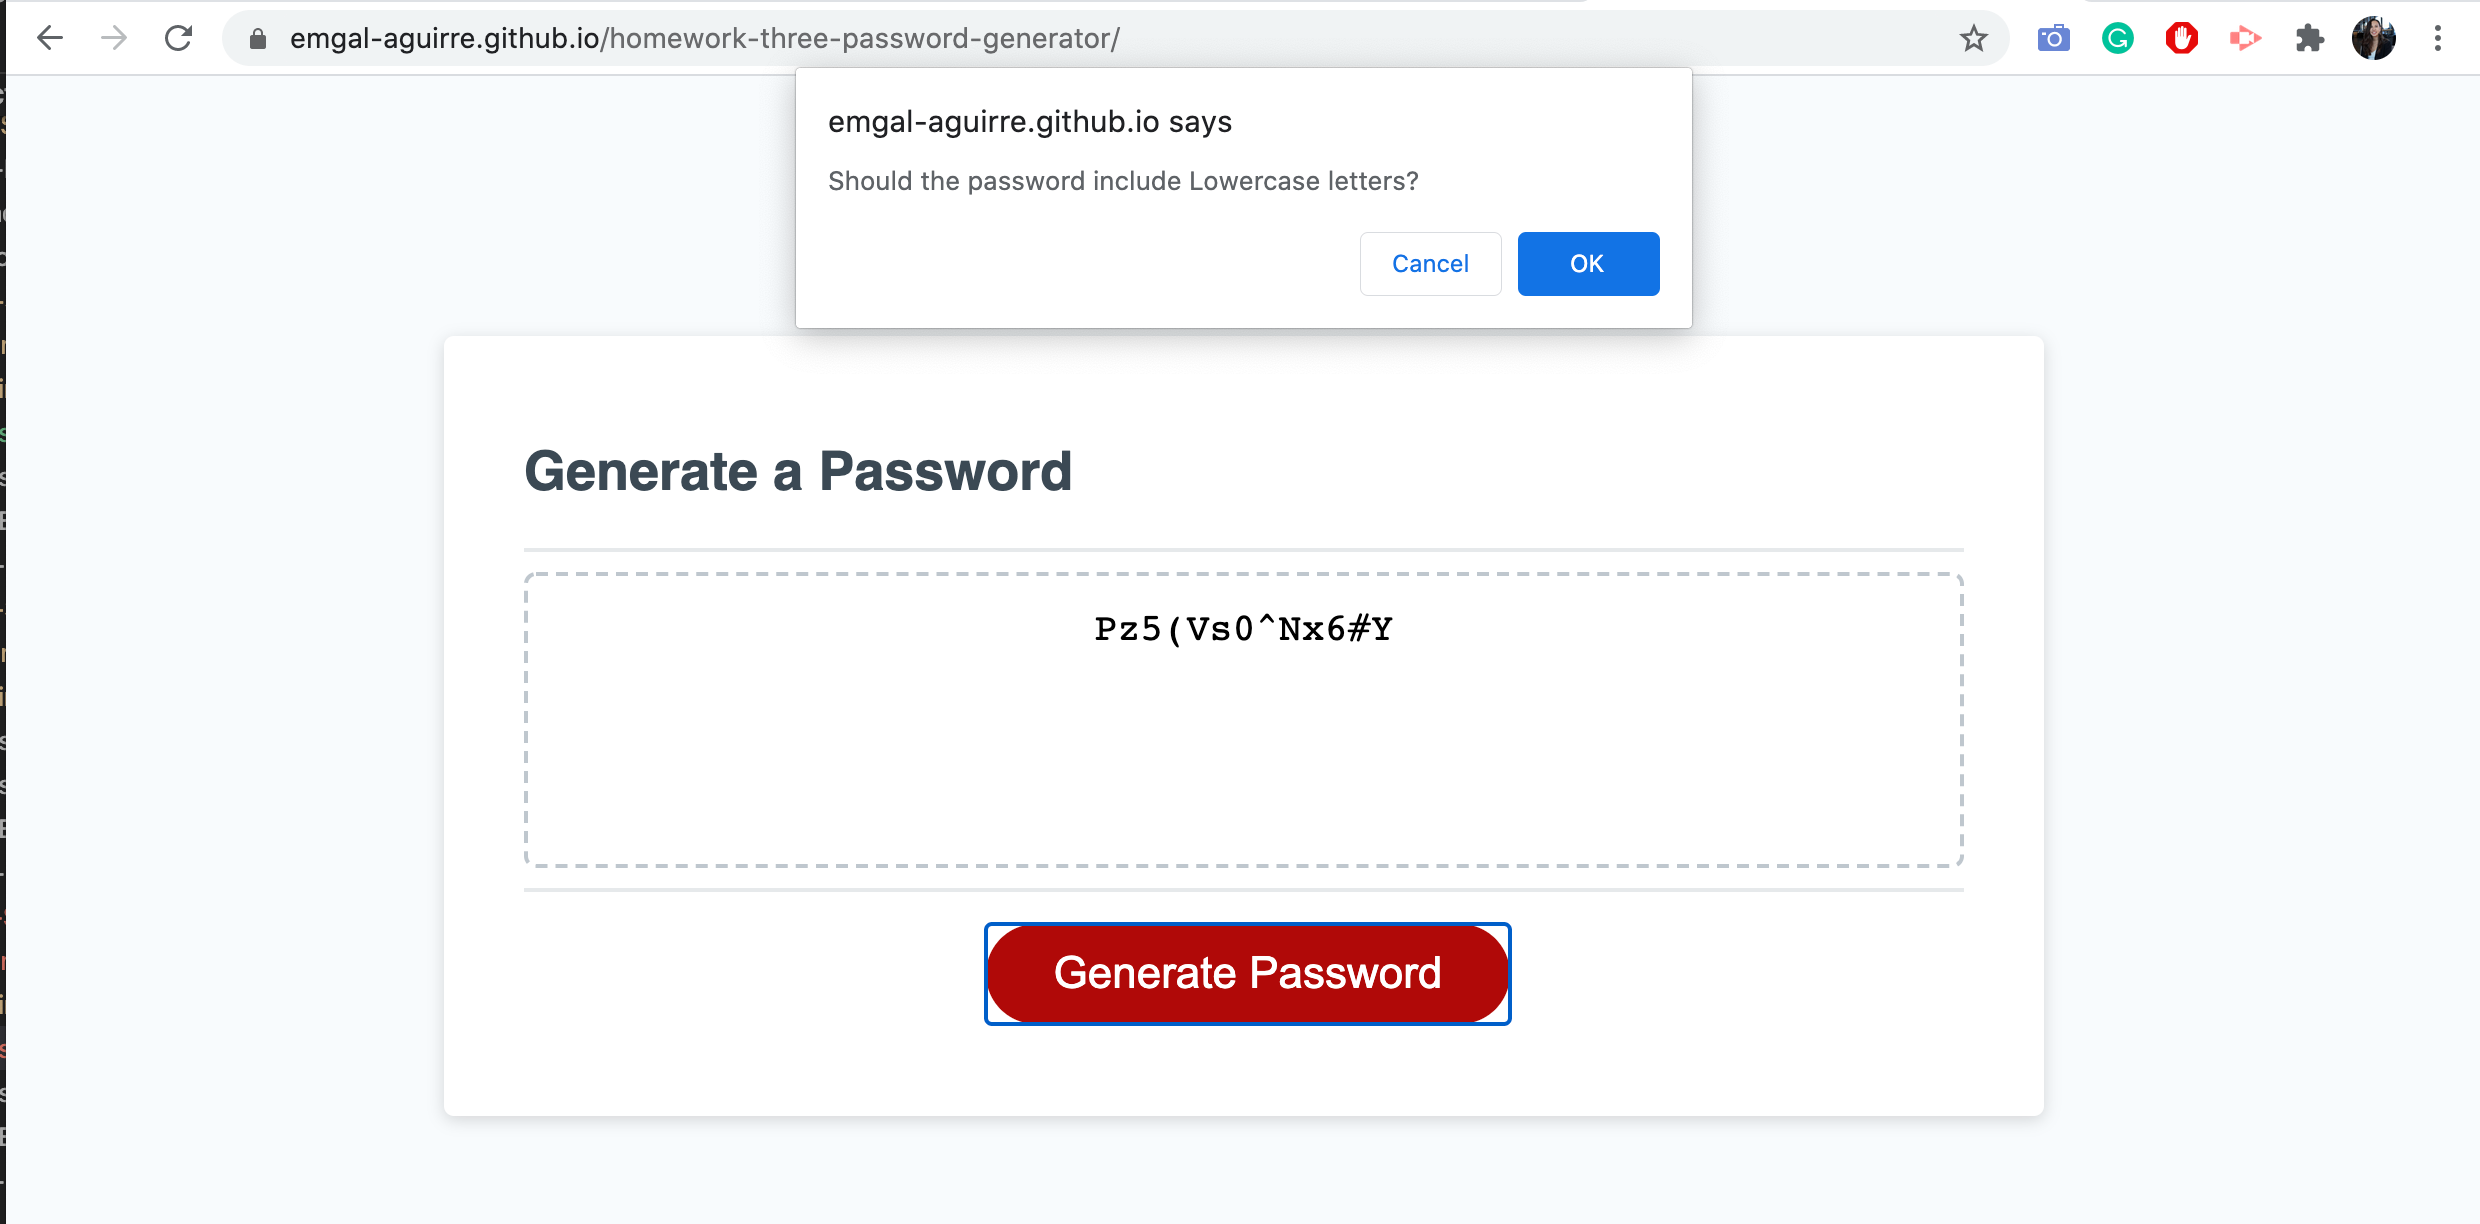 emgal-aguirre.github.io/homework-three-password-generator/
emgal-aguirre.github.io says
Should the password include Lowercase letters?
Cancel
OK
Generate a Password
Pz5(Vs0^Nx6#Y
Generate Password